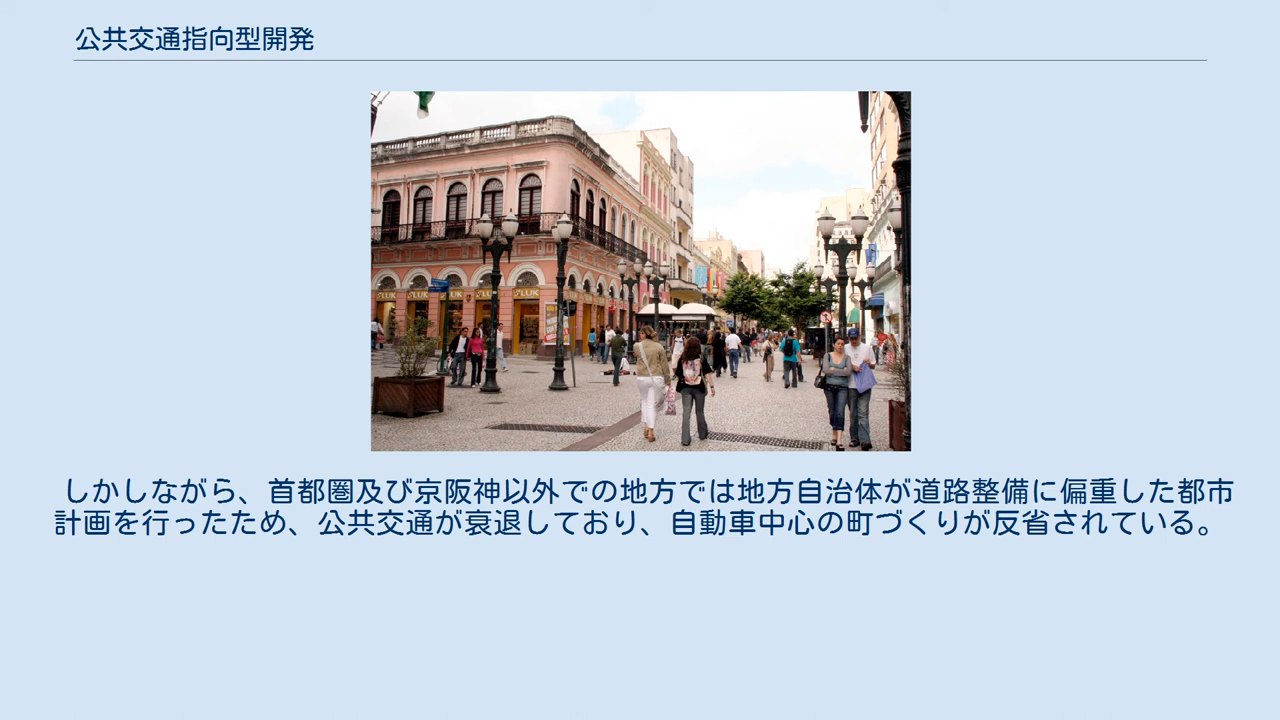 公共交通指向型開発
SLUK
しかしながら、首都圏及び京阪神以外での地方では地方自治体が道路整備に偏重した都市
計画を行ったため、公共交通が衰退しており、自動車中心の町づくりが反省されている。